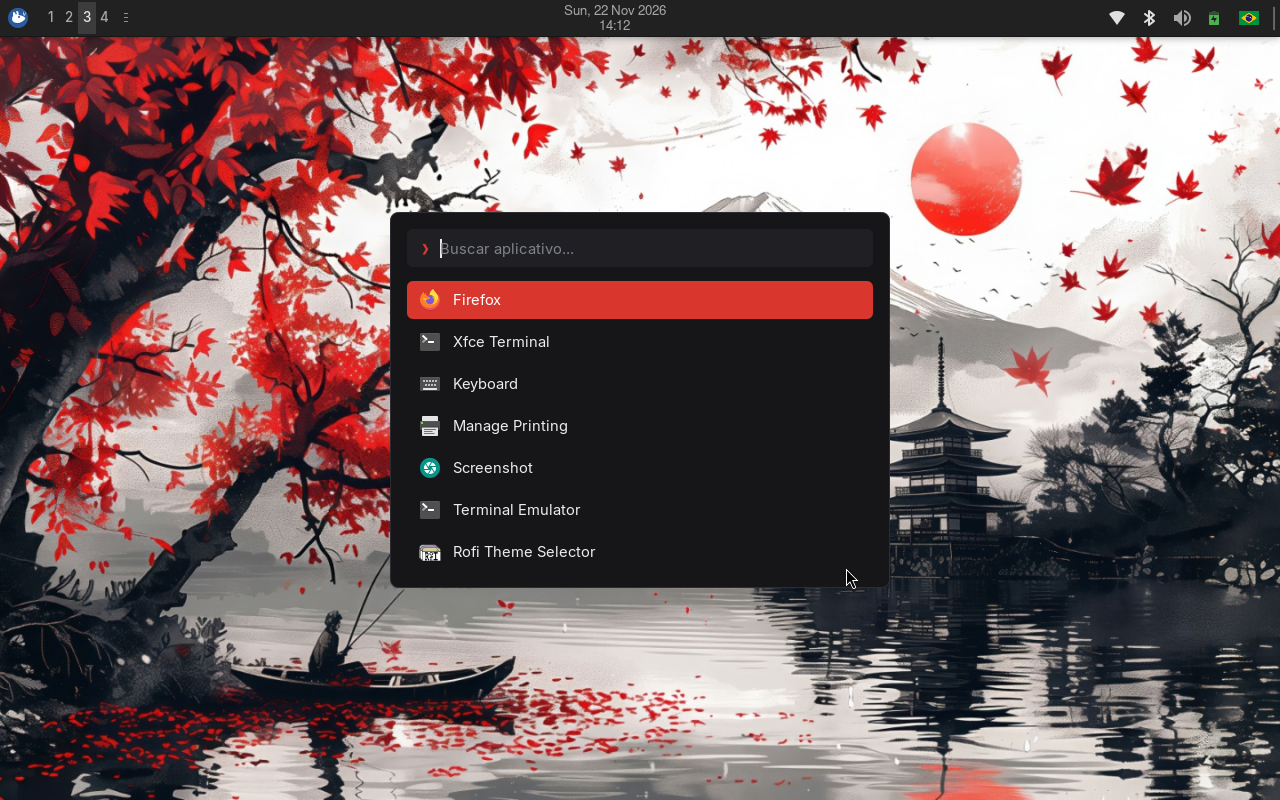 1 2 3 4
Sun, 22 Nov 2026
14:12
Buscar aplicativo...
Firefox
Xfce Terminal
Keyboard
Manage Printing
Screenshot
Terminal Emulator
Rofi Theme Selector